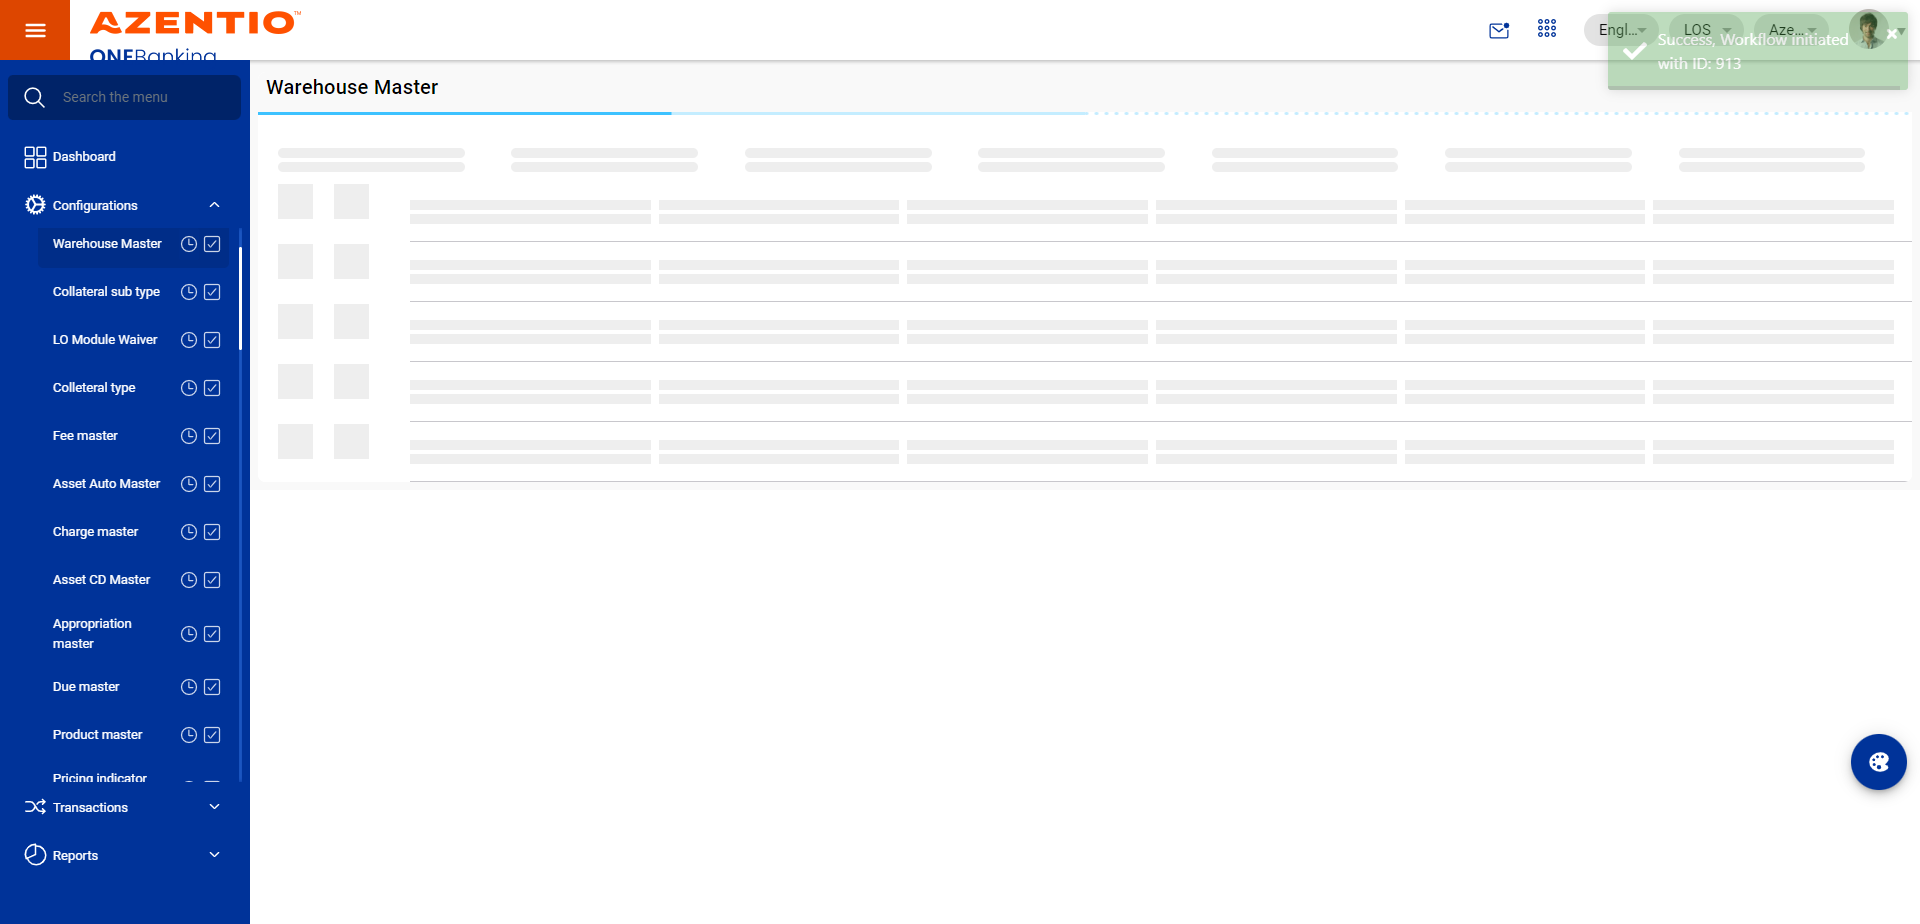 AZENTIO™
ONEBanking
Engl...
LOS
Aze...
Success, Workflow initiated
with ID: 913
Search the menu
Warehouse Master
Dashboard
Configurations
Warehouse Master
Collateral sub type
LO Module Waiver
Colleteral type
Fee master
Asset Auto Master
Charge master
Asset CD Master
Appropriation
master
Due master
Product master
Pricing indicator
Transactions
Reports